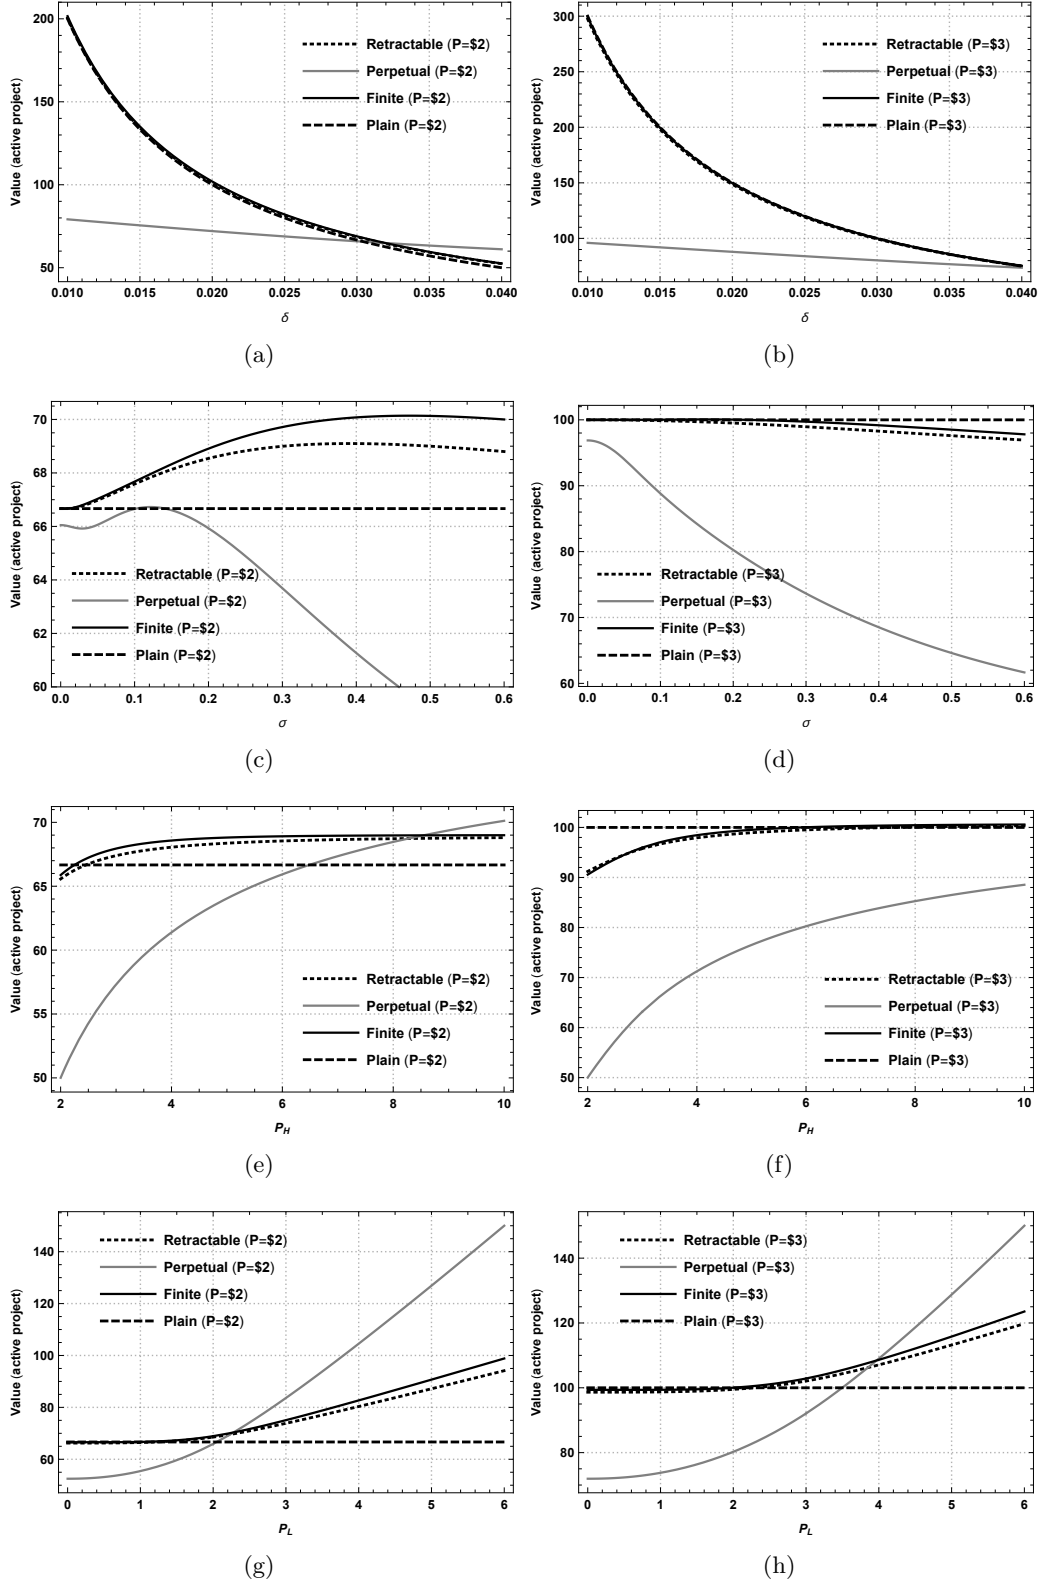 Value (active project)
200
150
100
50
Retractable (P=$2)
Perpetual (P=$2)
Finite (P=$2)
Plain (P=$2)
0.010 0.015 0.020 0.025 0.030 0.035 0.040
δ
(a)
Value (active project)
300
250
200
150
100
Retractable (P=$3)
Perpetual (P=$3)
Finite (P=$3)
Plain (P=$3)
0.010 0.015 0.020 0.025 0.030 0.035 0.040
δ
(b)
Value (active project)
70
68
66
64
62
60
Retractable (P=$2)
Perpetual (P=$2)
Finite (P=$2)
Plain (P=$2)
0.0 0.1 0.2 0.3 0.4 0.5 0.6
σ
(c)
Value (active project)
100
90
80
70
60
Retractable (P=$3)
Perpetual (P=$3)
Finite (P=$3)
Plain (P=$3)
0.0 0.1 0.2 0.3 0.4 0.5 0.6
σ
(d)
Value (active project)
70
65
60
55
50
Retractable (P=$2)
Perpetual (P=$2)
Finite (P=$2)
Plain (P=$2)
2 4 6 8 10
P_H
(e)
Value (active project)
100
90
80
70
60
50
Retractable (P=$3)
Perpetual (P=$3)
Finite (P=$3)
Plain (P=$3)
2 4 6 8 10
P_H
(f)
Value (active project)
140
120
100
80
60
Retractable (P=$2)
Perpetual (P=$2)
Finite (P=$2)
Plain (P=$2)
0 1 2 3 4 5 6
P_L
(g)
Value (active project)
140
120
100
80
Retractable (P=$3)
Perpetual (P=$3)
Finite (P=$3)
Plain (P=$3)
0 1 2 3 4 5 6
P_L
(h)